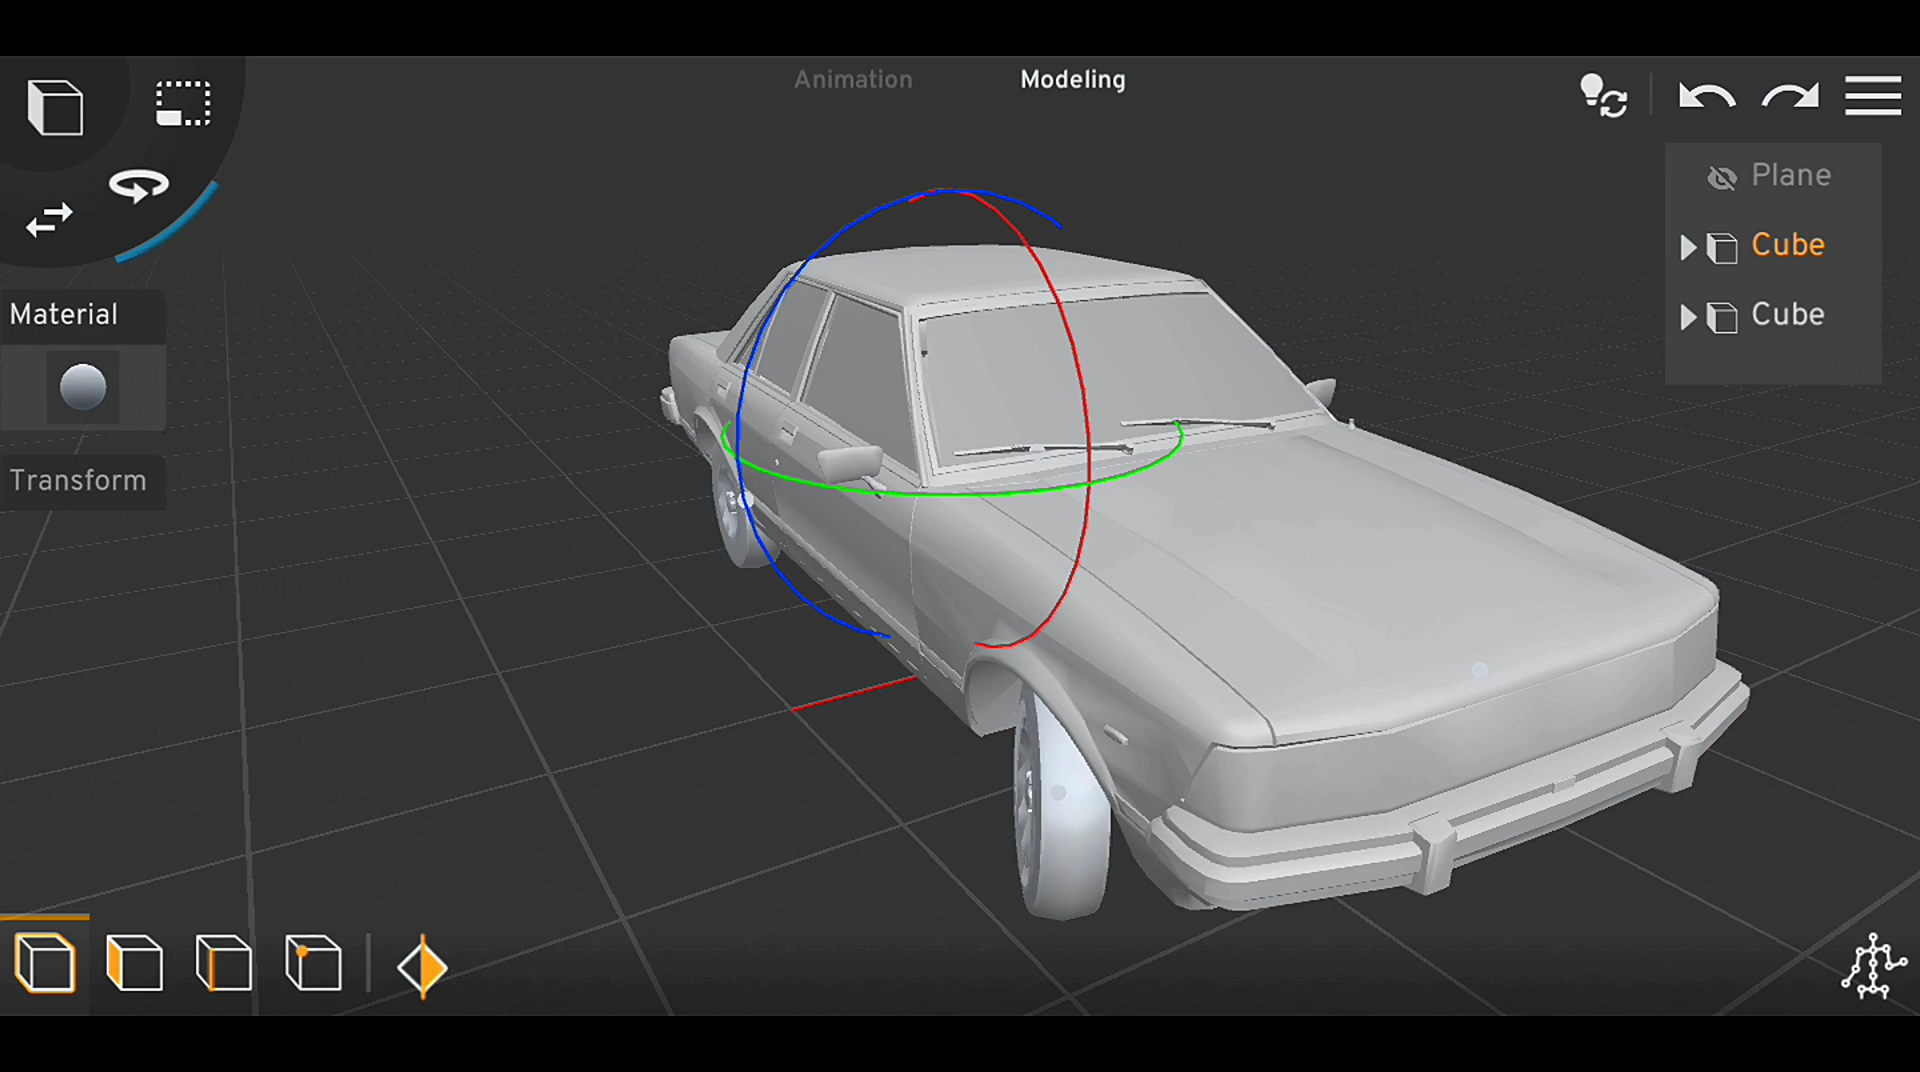 Animation
Modeling
Plane
Cube
Cube
Material
Transform